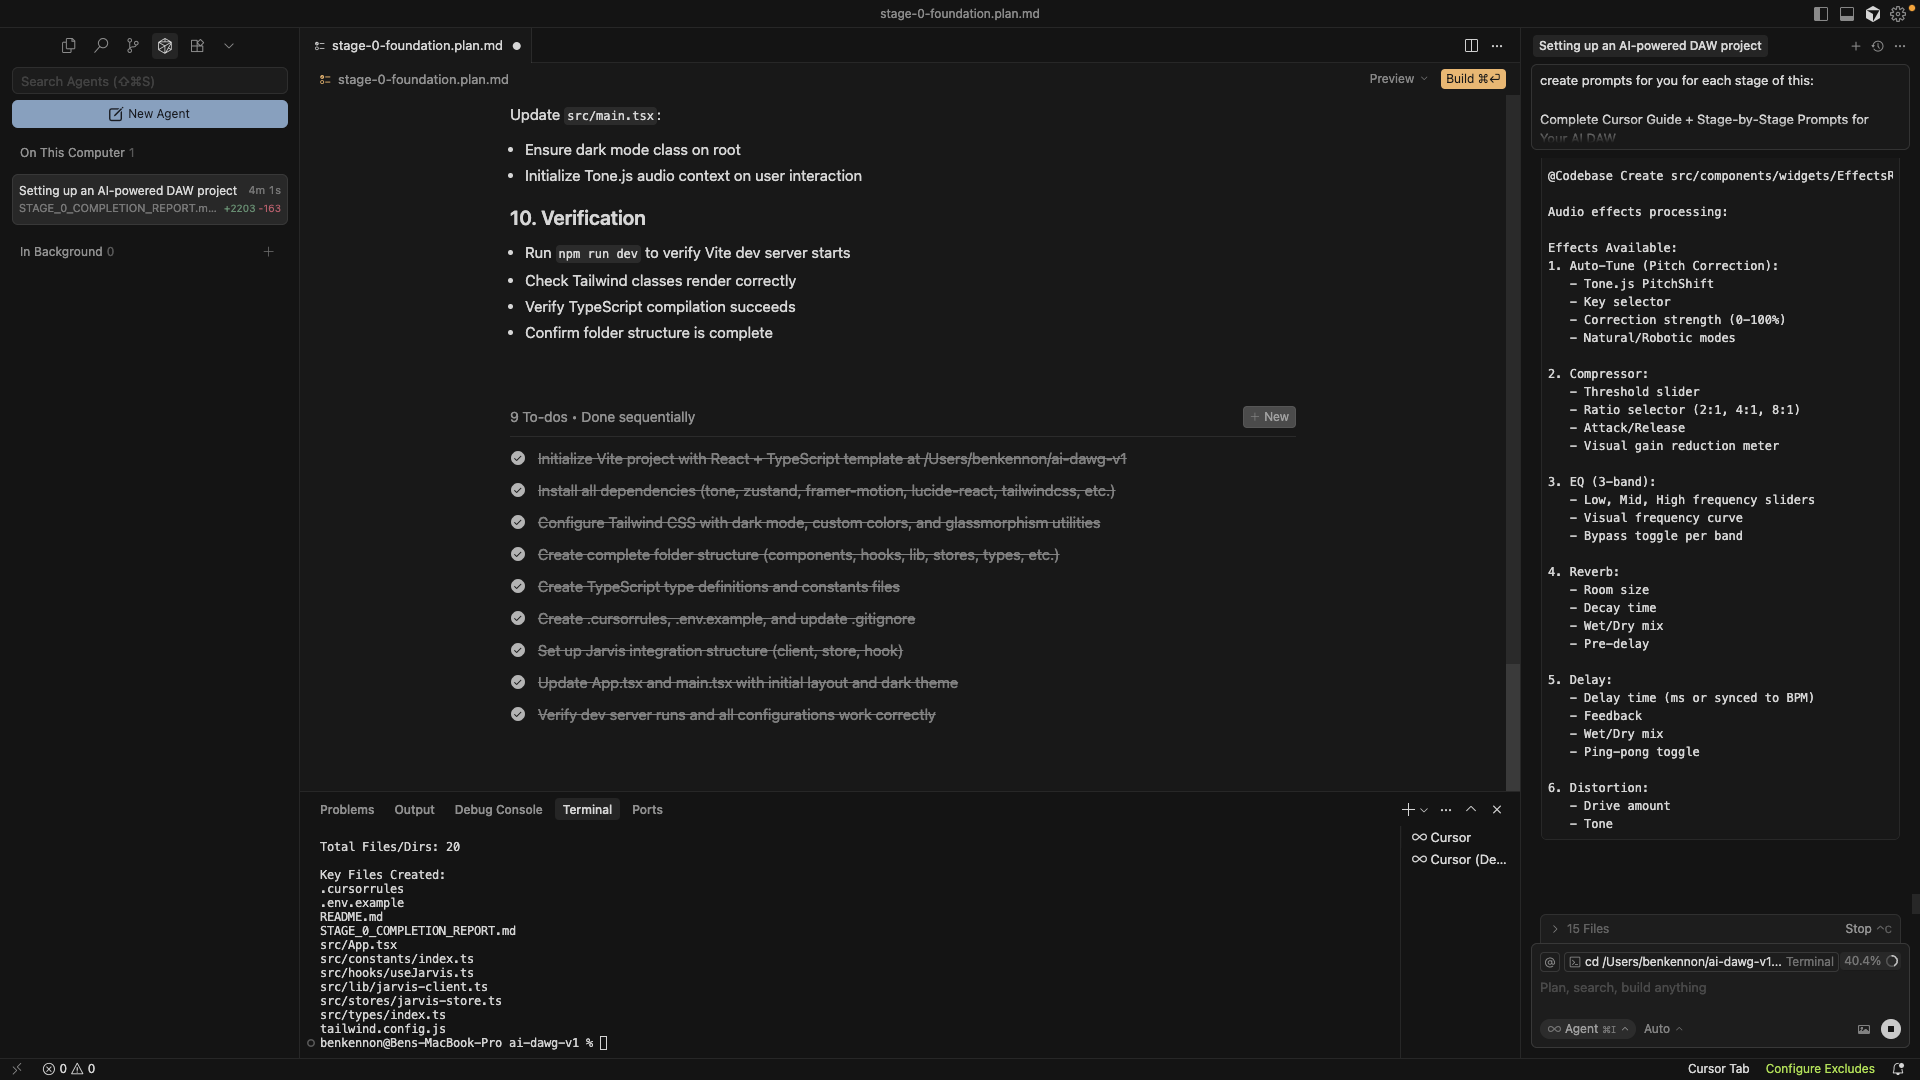 stage-0-foundation.plan.md
Search Agents (⇧⌘S)
New Agent
On This Computer 1
Setting up an AI-powered DAW project 4m 1s
STAGE_0_COMPLETION_REPORT.m... +2203 -163
In Background 0
stage-0-foundation.plan.md
stage-0-foundation.plan.md
Preview
Build ⌘⏎
Update src/main.tsx:
• Ensure dark mode class on root
• Initialize Tone.js audio context on user interaction
10. Verification
• Run npm run dev to verify Vite dev server starts
• Check Tailwind classes render correctly
• Verify TypeScript compilation succeeds
• Confirm folder structure is complete
9 To-dos • Done sequentially
+ New
Initialize Vite project with React + TypeScript template at /Users/benkennon/ai-dawg-v1
Install all dependencies (tone, zustand, framer-motion, lucide-react, tailwindcss, etc.)
Configure Tailwind CSS with dark mode, custom colors, and glassmorphism utilities
Create complete folder structure (components, hooks, lib, stores, types, etc.)
Create TypeScript type definitions and constants files
Create .cursorrules, .env.example, and update .gitignore
Set up Jarvis integration structure (client, store, hook)
Update App.tsx and main.tsx with initial layout and dark theme
Verify dev server runs and all configurations work correctly
Problems Output Debug Console Terminal Ports
Total Files/Dirs: 20
Key Files Created:
.cursorrules
.env.example
README.md
STAGE_0_COMPLETION_REPORT.md
src/App.tsx
src/constants/index.ts
src/hooks/useJarvis.ts
src/lib/jarvis-client.ts
src/stores/jarvis-store.ts
src/types/index.ts
tailwind.config.js
benkennon@Bens-MacBook-Pro ai-dawg-v1 %
Cursor
Cursor (De...
Setting up an AI-powered DAW project
create prompts for you for each stage of this:
Complete Cursor Guide + Stage-by-Stage Prompts for
Your AI DAW
@Codebase Create src/components/widgets/EffectsR
Audio effects processing:
Effects Available:
1. Auto-Tune (Pitch Correction):
- Tone.js PitchShift
- Key selector
- Correction strength (0-100%)
- Natural/Robotic modes
2. Compressor:
- Threshold slider
- Ratio selector (2:1, 4:1, 8:1)
- Attack/Release
- Visual gain reduction meter
3. EQ (3-band):
- Low, Mid, High frequency sliders
- Visual frequency curve
- Bypass toggle per band
4. Reverb:
- Room size
- Decay time
- Wet/Dry mix
- Pre-delay
5. Delay:
- Delay time (ms or synced to BPM)
- Feedback
- Wet/Dry mix
- Ping-pong toggle
6. Distortion:
- Drive amount
- Tone
15 Files
Stop ^C
@ cd /Users/benkennon/ai-dawg-v1... Terminal 40.4%
Plan, search, build anything
Agent ⌘I
Auto
0 0
Cursor Tab
Configure Excludes